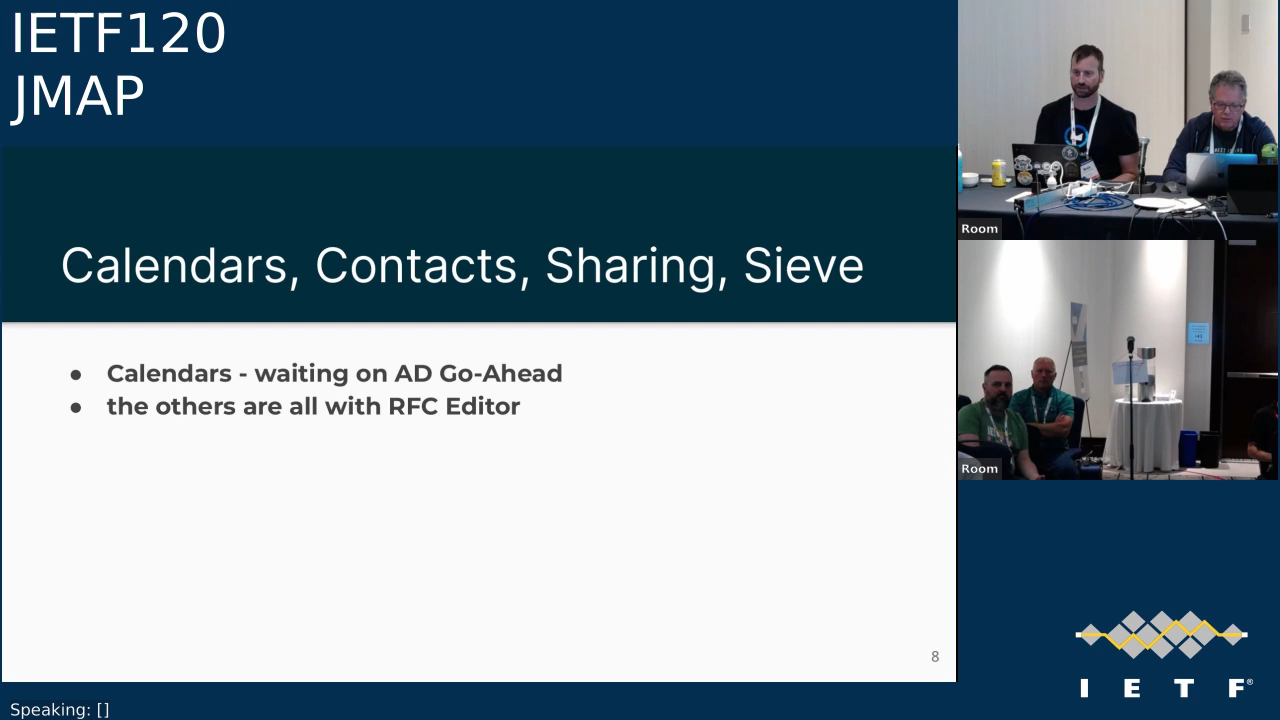 IETF120
JMAP
Calendars, Contacts, Sharing, Sieve
● Calendars - waiting on AD Go-Ahead
● the others are all with RFC Editor
8
Speaking: []
Room
Room
I E T F®